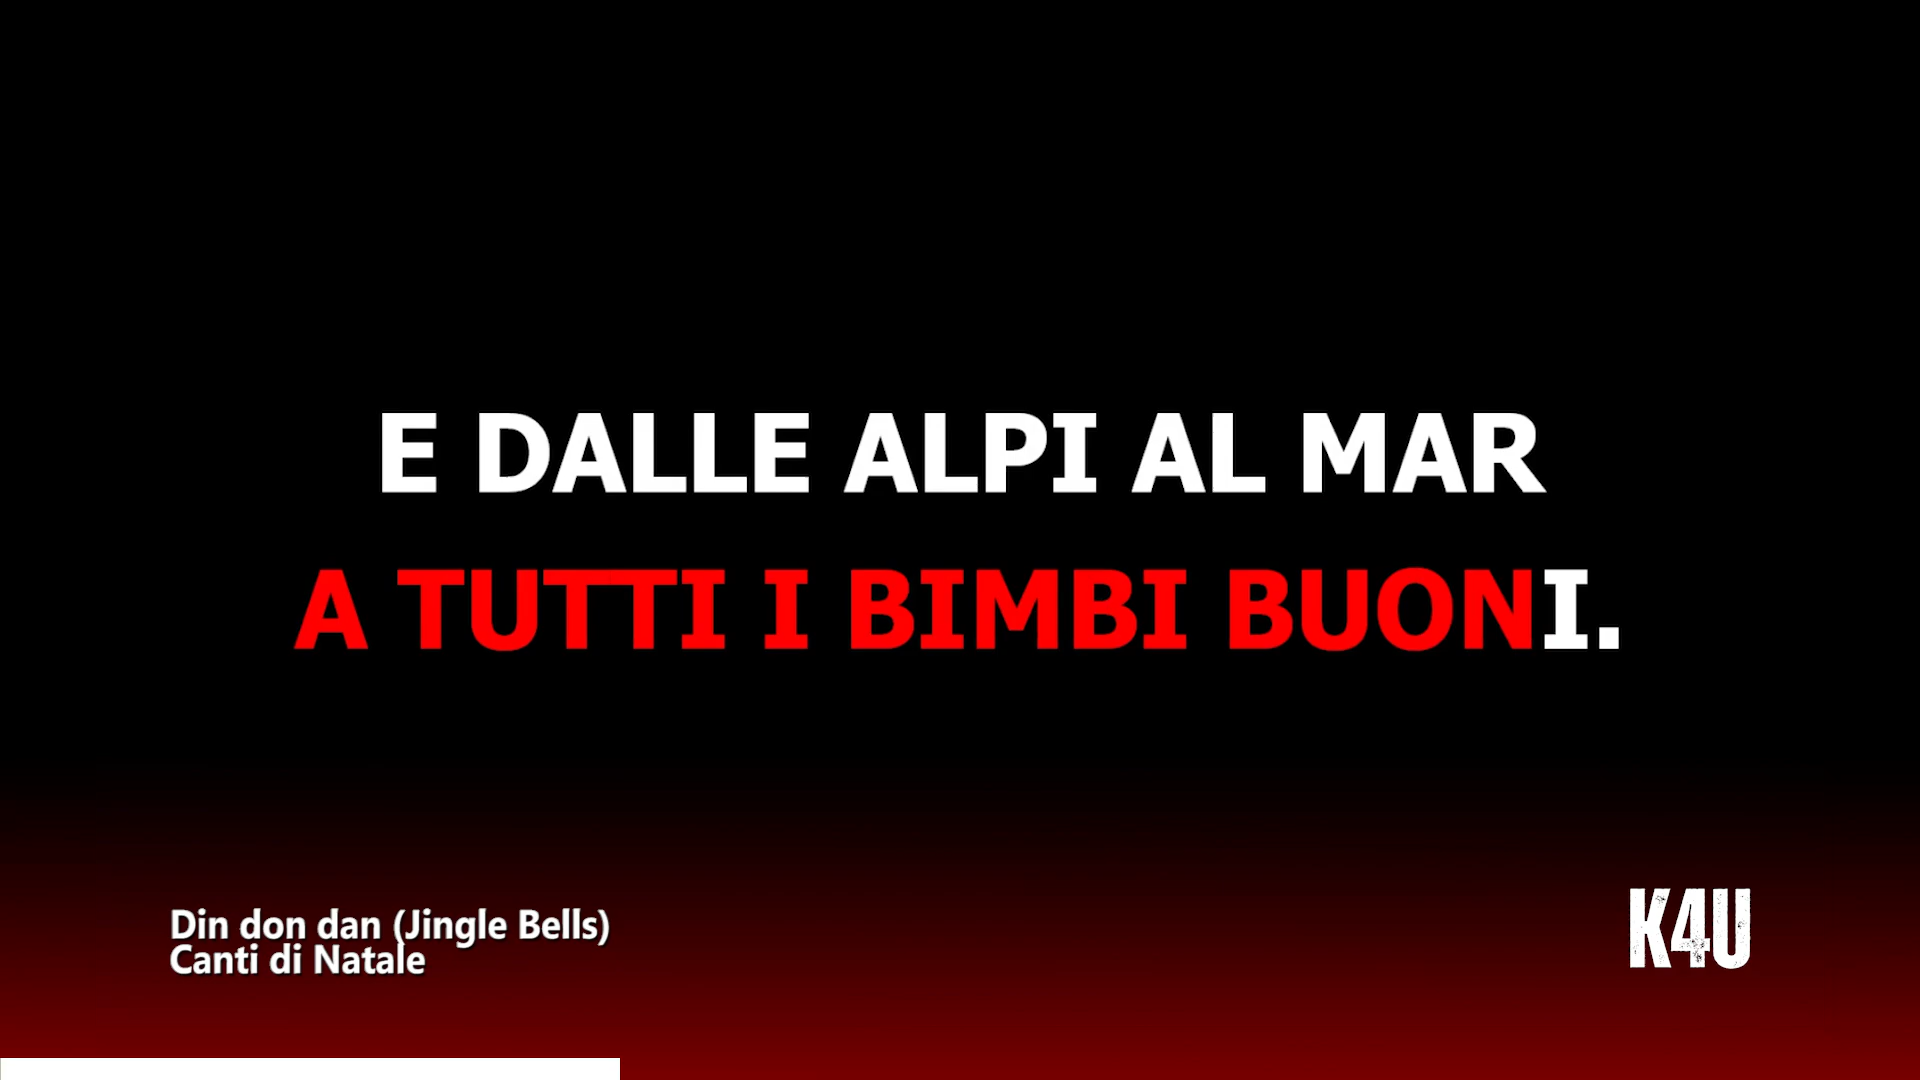 E DALLE ALPI AL MAR
A TUTTI I BIMBI BUONI.
Din don dan (Jingle Bells)
Canti di Natale
K4U